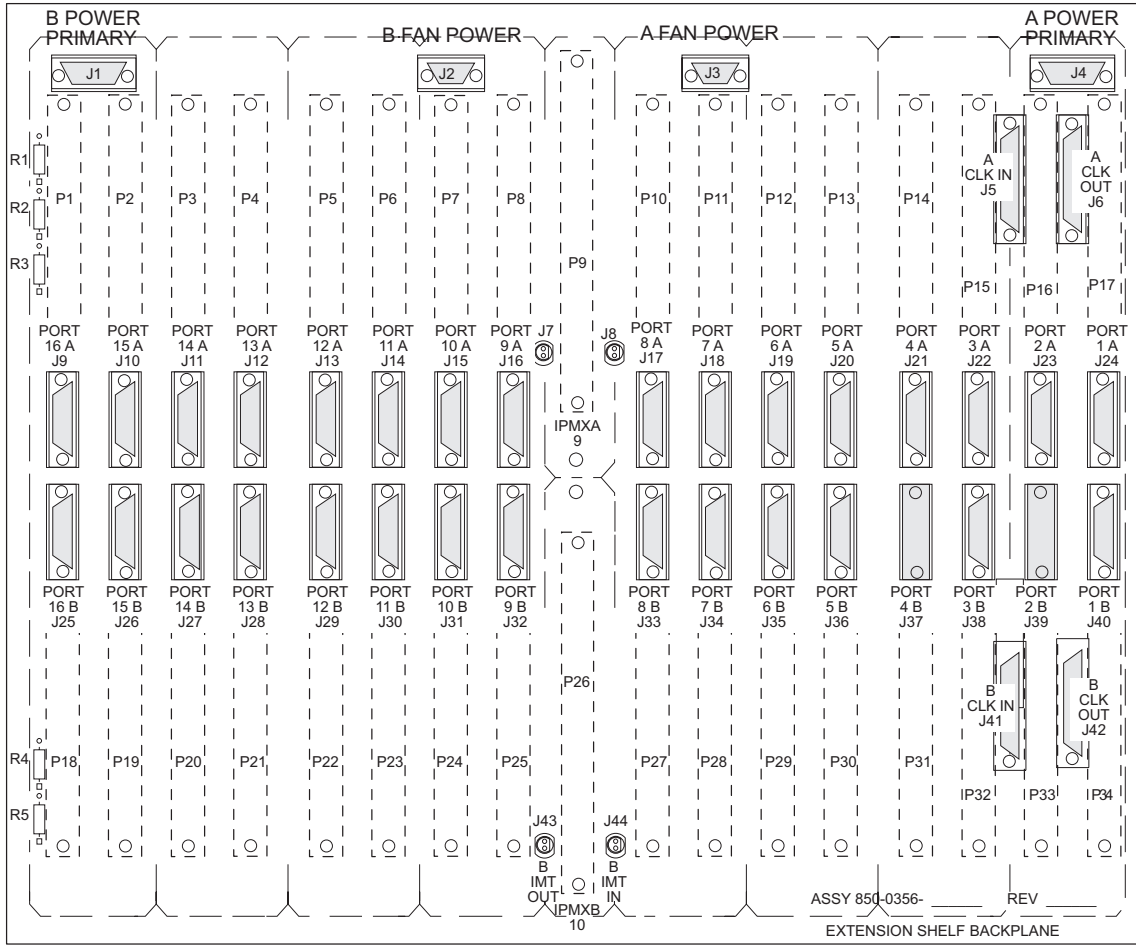 B POWER
PRIMARY
B FAN POWER
A FAN POWER
A POWER
PRIMARY
J1
J2
J3
J4
R1
R2
R3
P1
P2
P3
P4
P5
P6
P7
P8
P9
P10
P11
P12
P13
P14
P15
P16
P17
A
CLK IN
J5
A
CLK
OUT
J6
PORT
16 A
J9
PORT
15 A
J10
PORT
14 A
J11
PORT
13 A
J12
PORT
12 A
J13
PORT
11 A
J14
PORT
10 A
J15
PORT
9 A
J16
J7
J8
PORT
8 A
J17
PORT
7 A
J18
PORT
6 A
J19
PORT
5 A
J20
PORT
4 A
J21
PORT
3 A
J22
PORT
2 A
J23
PORT
1 A
J24
IPMXA
9
PORT
16 B
J25
PORT
15 B
J26
PORT
14 B
J27
PORT
13 B
J28
PORT
12 B
J29
PORT
11 B
J30
PORT
10 B
J31
PORT
9 B
J32
PORT
8 B
J33
PORT
7 B
J34
PORT
6 B
J35
PORT
5 B
J36
PORT
4 B
J37
PORT
3 B
J38
PORT
2 B
J39
PORT
1 B
J40
P26
B
CLK IN
J41
B
CLK
OUT
J42
R4
R5
P18
P19
P20
P21
P22
P23
P24
P25
P27
P28
P29
P30
P31
P32
P33
P34
J43
J44
B
IMT
OUT
B
IMT
IN
IPMXB
10
ASSY 850-0356- ______ REV ______
EXTENSION SHELF BACKPLANE